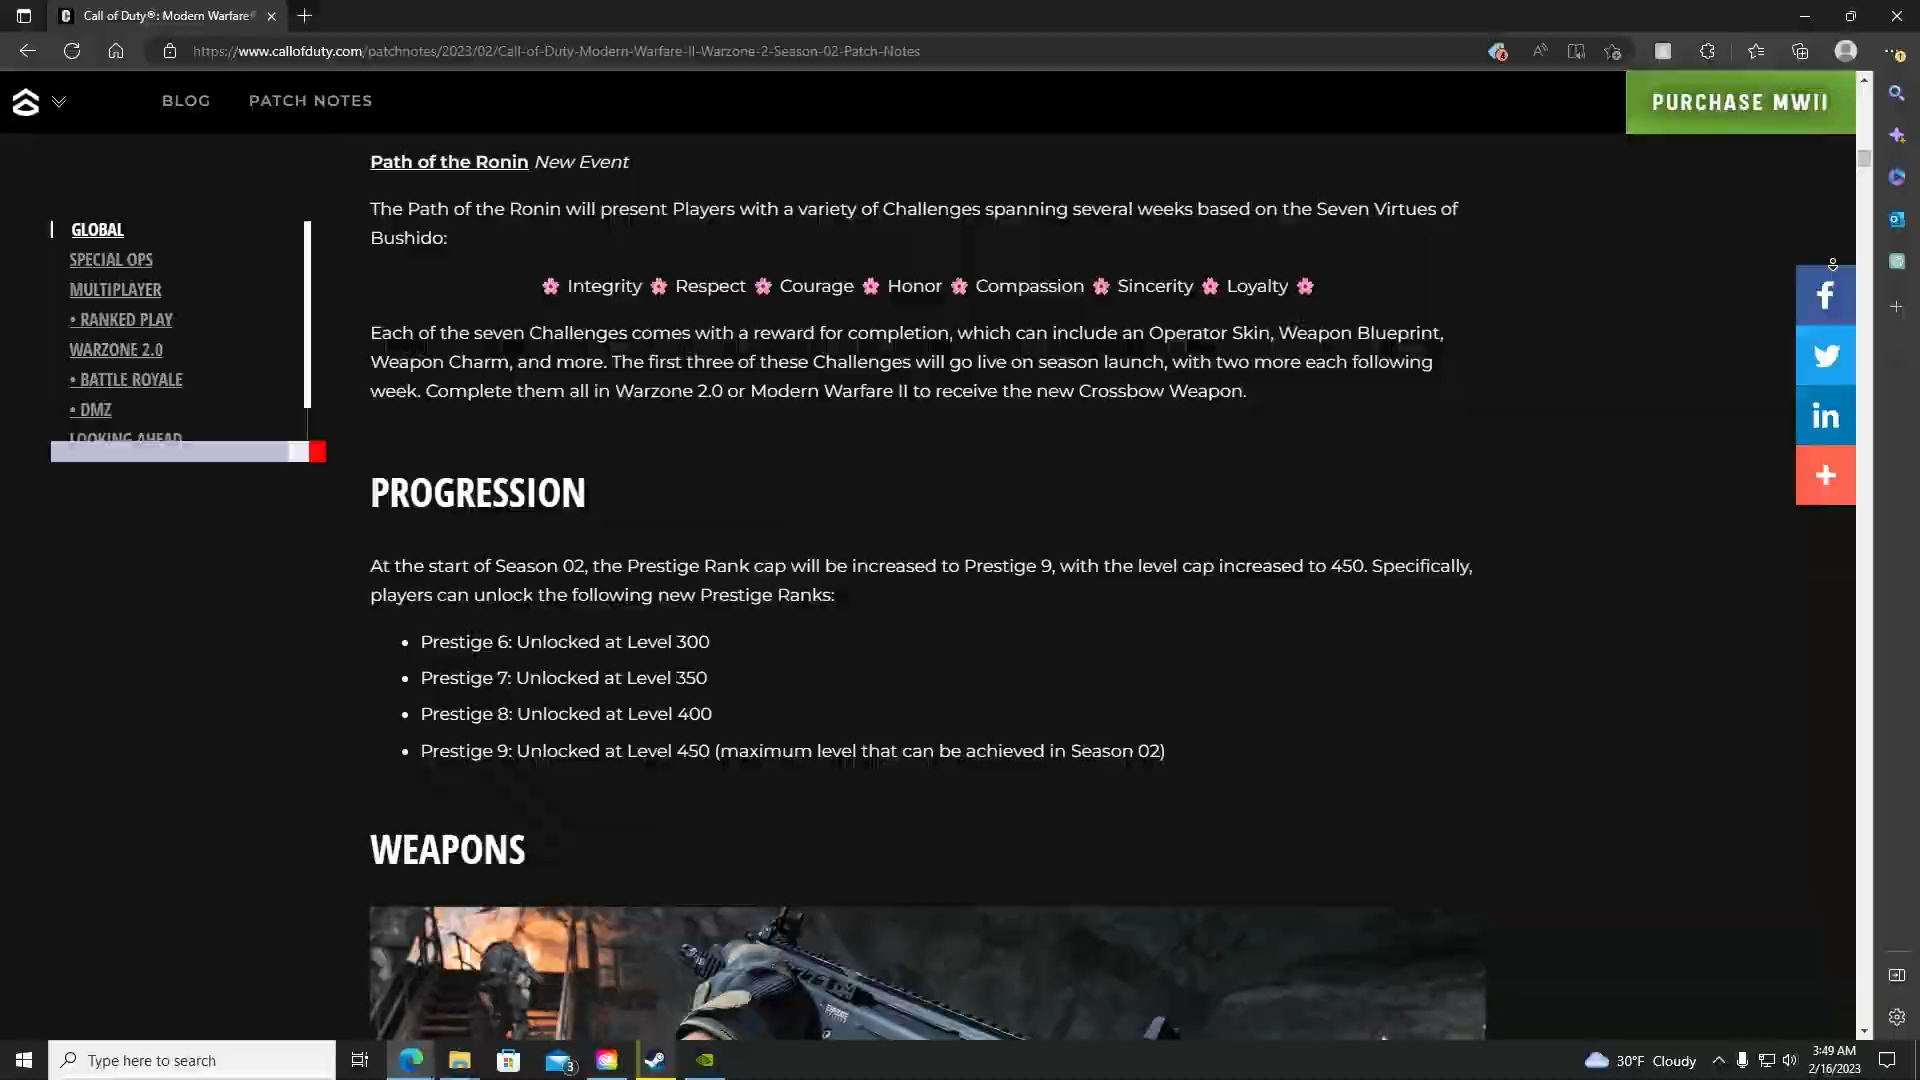 Call of Duty®: Modern Warfare®
https://www.callofduty.com/patchnotes/2023/02/Call-of-Duty-Modern-Warfare-II-Warzone-2-Season-02-Patch-Notes
BLOG PATCH NOTES
PURCHASE MWII
GLOBAL
SPECIAL OPS
MULTIPLAYER
• RANKED PLAY
WARZONE 2.0
• BATTLE ROYALE
• DMZ
LOOKING AHEAD
Path of the Ronin New Event
The Path of the Ronin will present Players with a variety of Challenges spanning several weeks based on the Seven Virtues of
Bushido:
🌸 Integrity 🌸 Respect 🌸 Courage 🌸 Honor 🌸 Compassion 🌸 Sincerity 🌸 Loyalty 🌸
Each of the seven Challenges comes with a reward for completion, which can include an Operator Skin, Weapon Blueprint,
Weapon Charm, and more. The first three of these Challenges will go live on season launch, with two more each following
week. Complete them all in Warzone 2.0 or Modern Warfare II to receive the new Crossbow Weapon.
PROGRESSION
At the start of Season 02, the Prestige Rank cap will be increased to Prestige 9, with the level cap increased to 450. Specifically,
players can unlock the following new Prestige Ranks:
• Prestige 6: Unlocked at Level 300
• Prestige 7: Unlocked at Level 350
• Prestige 8: Unlocked at Level 400
• Prestige 9: Unlocked at Level 450 (maximum level that can be achieved in Season 02)
WEAPONS
Type here to search
3
30°F Cloudy
3:49 AM
2/16/2023